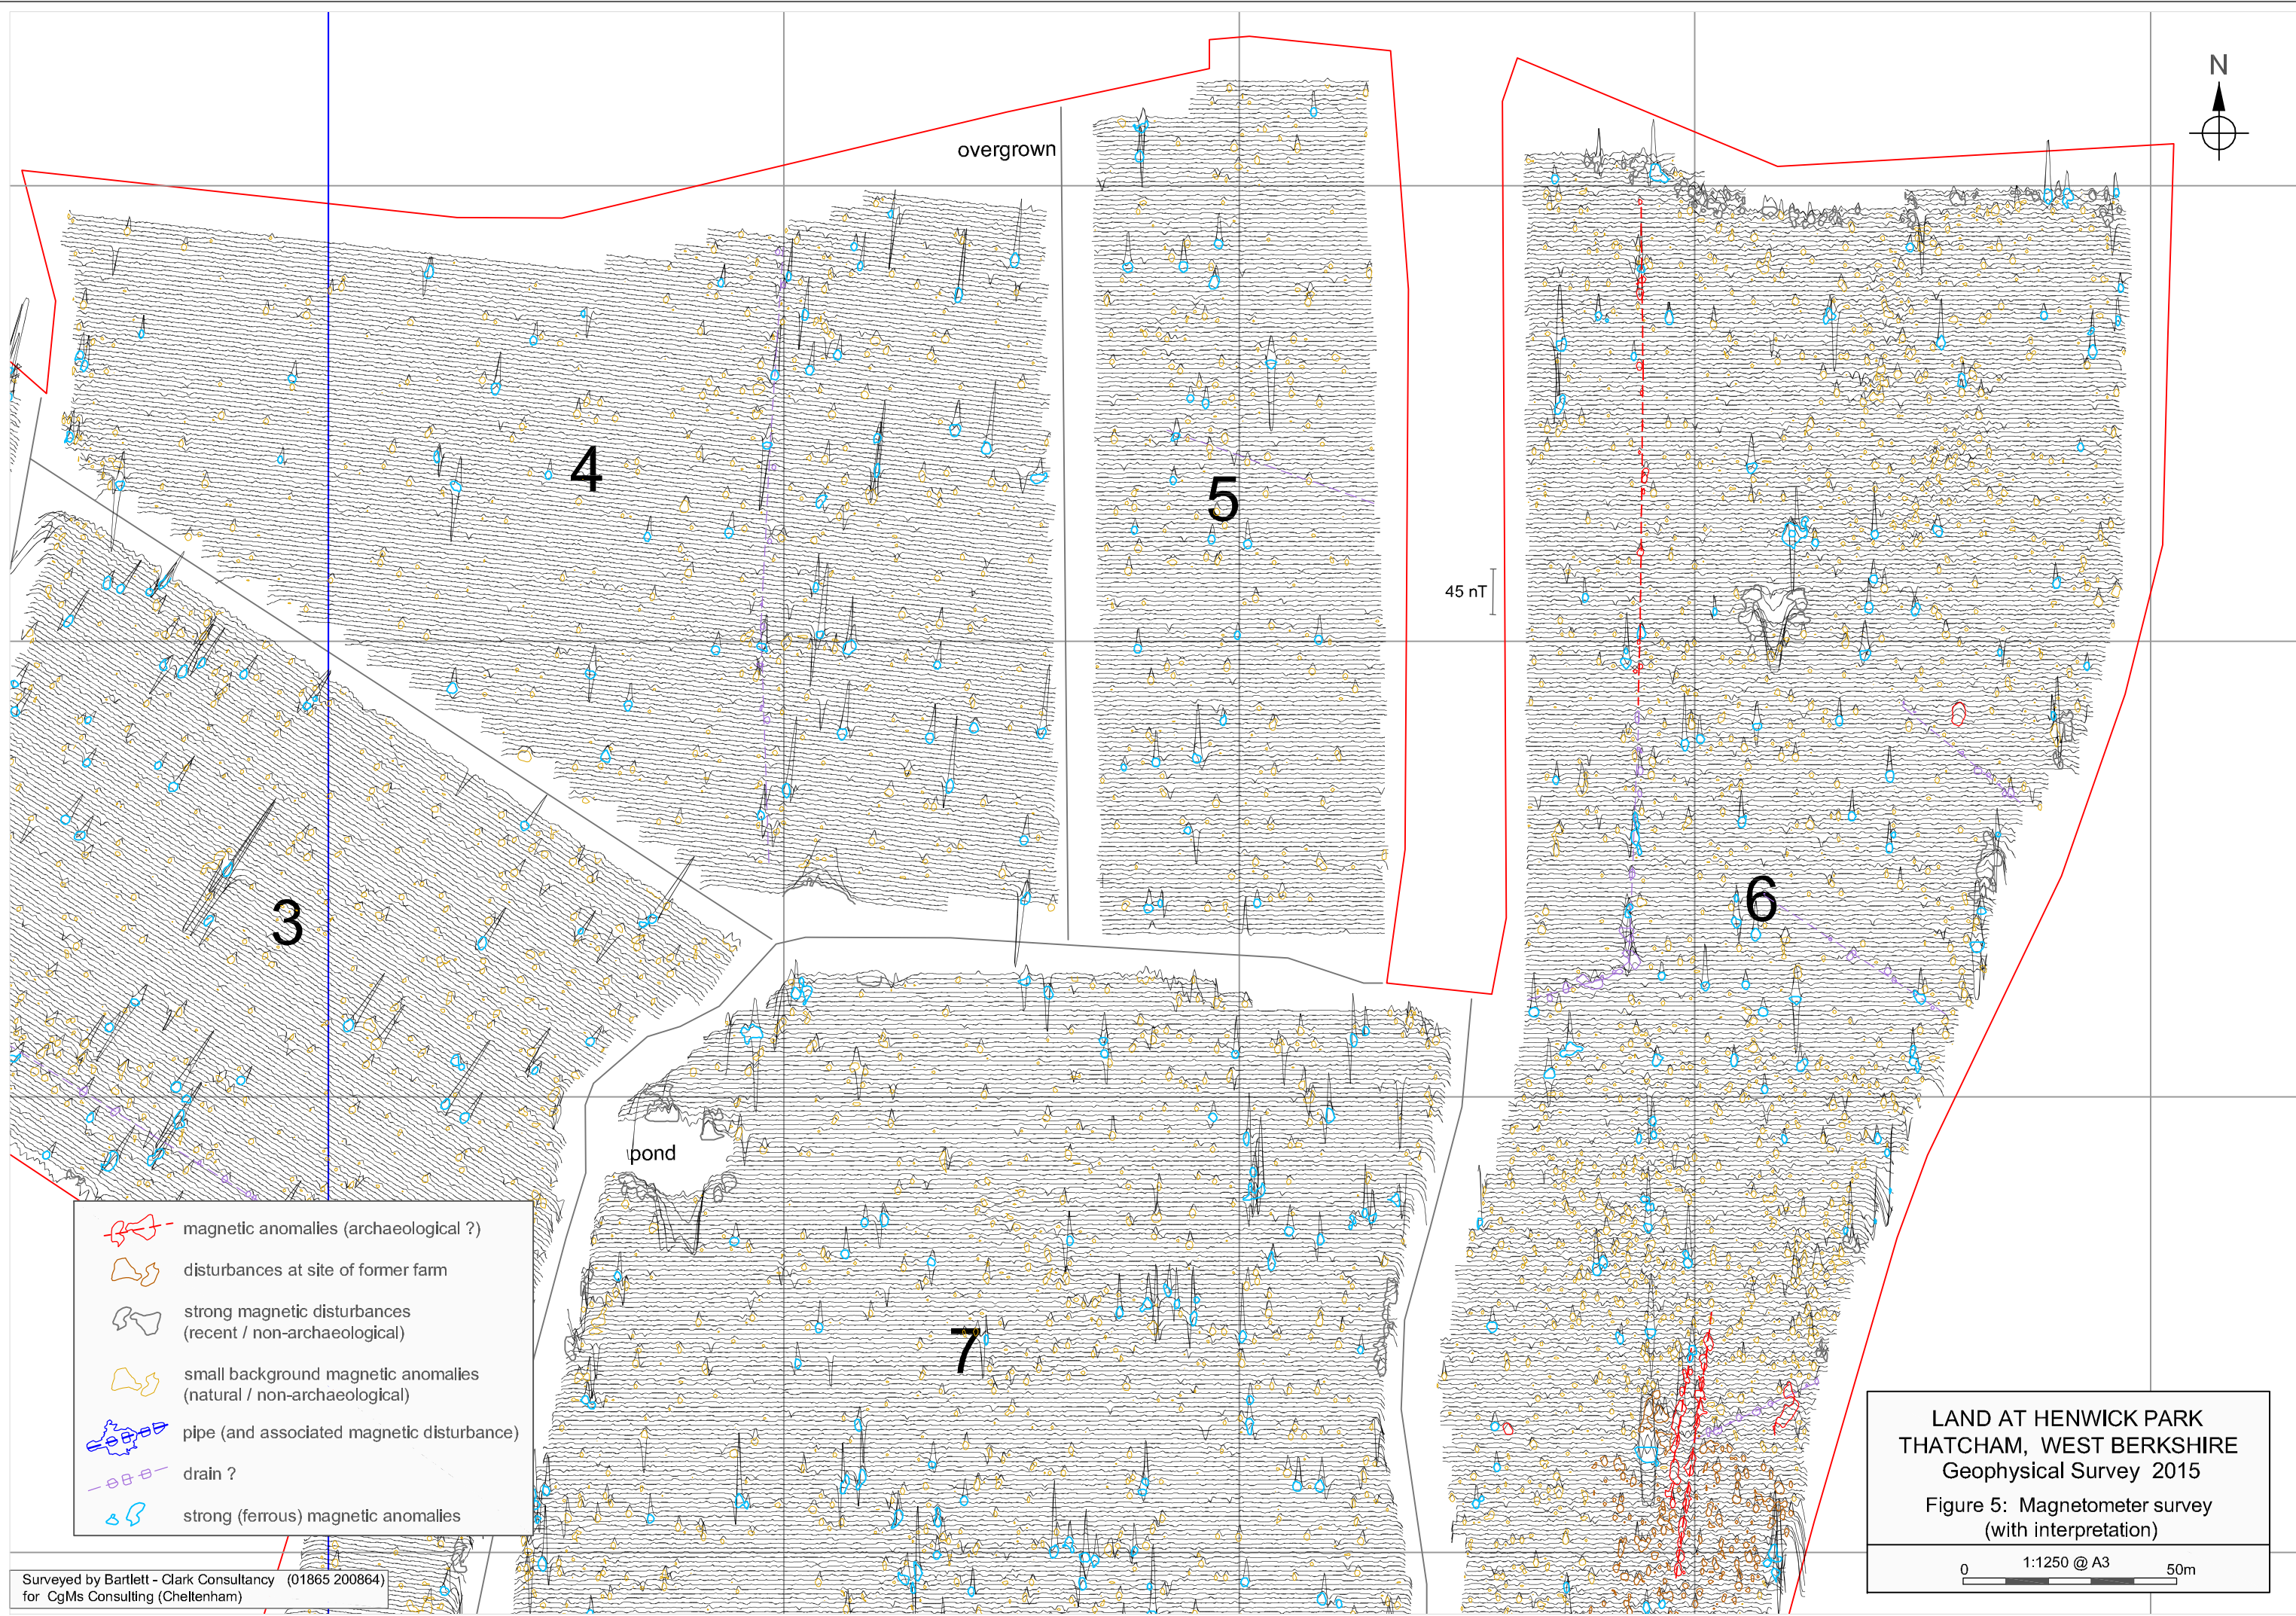 N
overgrown
4
5
45 nT
3
6
pond
7
magnetic anomalies (archaeological ?)
disturbances at site of former farm
strong magnetic disturbances
(recent / non-archaeological)
small background magnetic anomalies
(natural / non-archaeological)
pipe (and associated magnetic disturbance)
drain ?
strong (ferrous) magnetic anomalies
LAND AT HENWICK PARK
THATCHAM, WEST BERKSHIRE
Geophysical Survey 2015
Figure 5: Magnetometer survey
(with interpretation)
1:1250 @ A3
0 50m
Surveyed by Bartlett - Clark Consultancy (01865 200864)
for CgMs Consulting (Cheltenham)